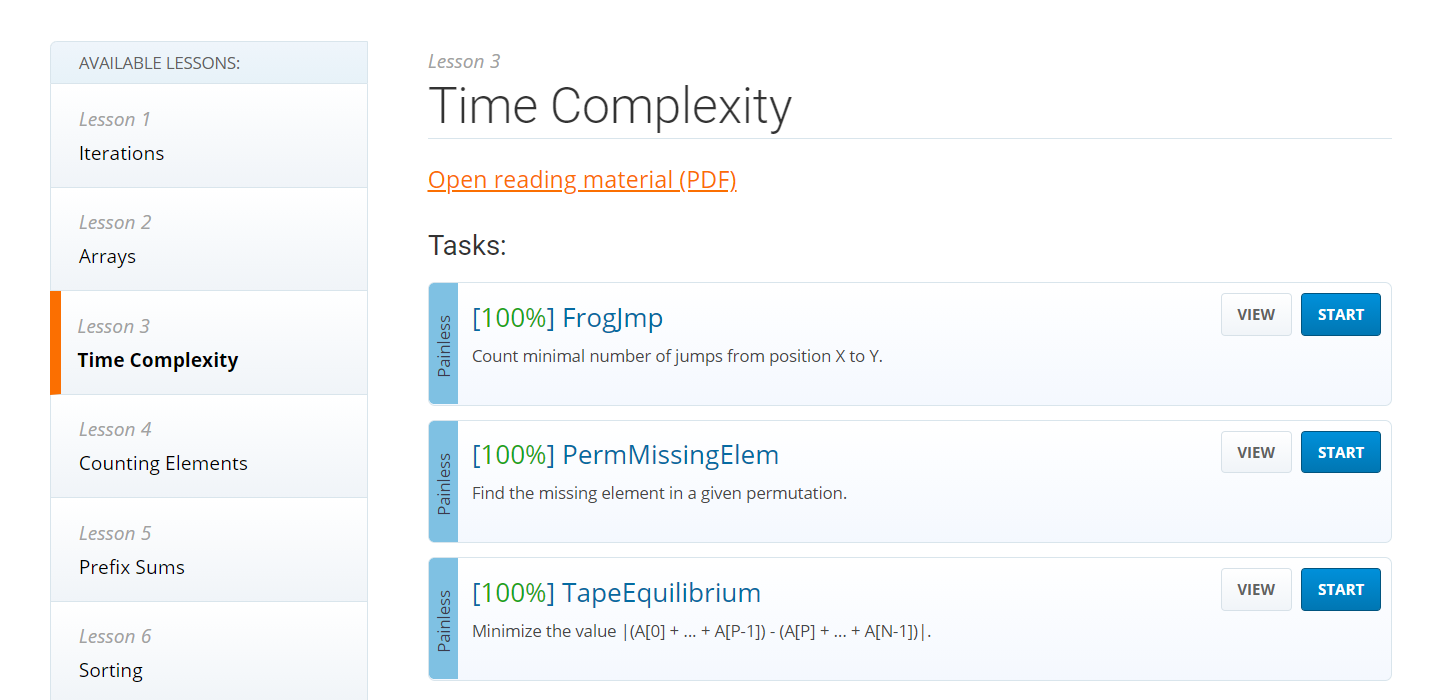 AVAILABLE LESSONS:
Lesson 1
Iterations
Lesson 2
Arrays
Lesson 3
Time Complexity
Lesson 4
Counting Elements
Lesson 5
Prefix Sums
Lesson 6
Sorting
Lesson 3
Time Complexity
Open reading material (PDF)
Tasks:
Painless
[100%] FrogJmp
VIEW
START
Count minimal number of jumps from position X to Y.
Painless
[100%] PermMissingElem
VIEW
START
Find the missing element in a given permutation.
Painless
[100%] TapeEquilibrium
VIEW
START
Minimize the value |(A[0] + ... + A[P-1]) - (A[P] + ... + A[N-1])|.